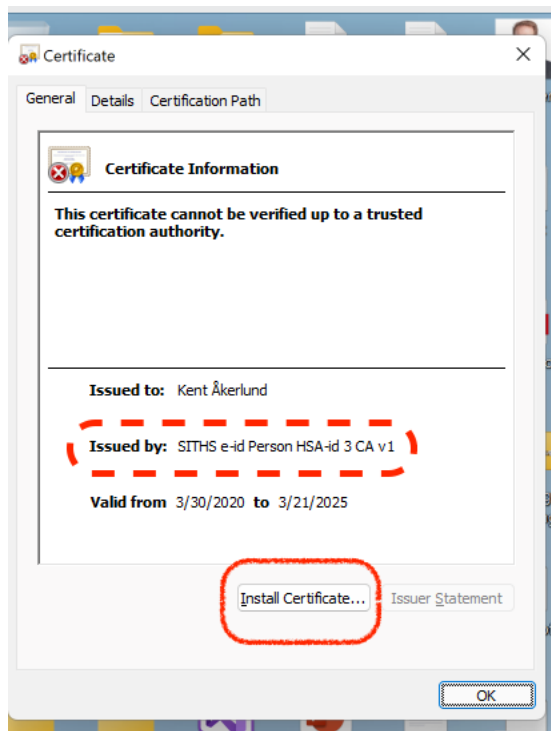 Certificate
General Details Certification Path
Certificate Information
This certificate cannot be verified up to a trusted
certification authority.
Issued to: Kent Åkerlund
Issued by: SITHS e-id Person HSA-id 3 CA v1
Valid from 3/30/2020 to 3/21/2025
Install Certificate... Issuer Statement
OK